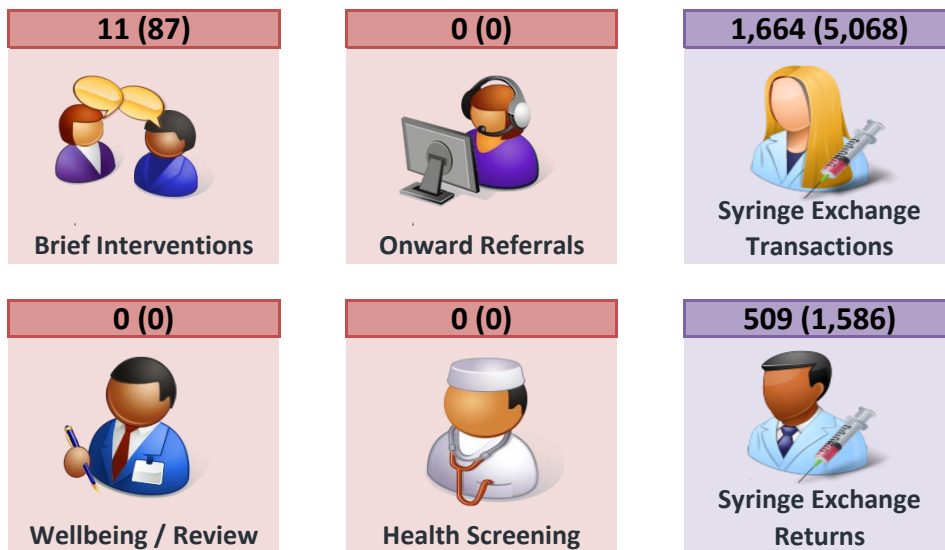 11 (87)
Brief Interventions
0 (0)
Onward Referrals
1,664 (5,068)
Syringe Exchange
Transactions
0 (0)
Wellbeing / Review
0 (0)
Health Screening
509 (1,586)
Syringe Exchange
Returns